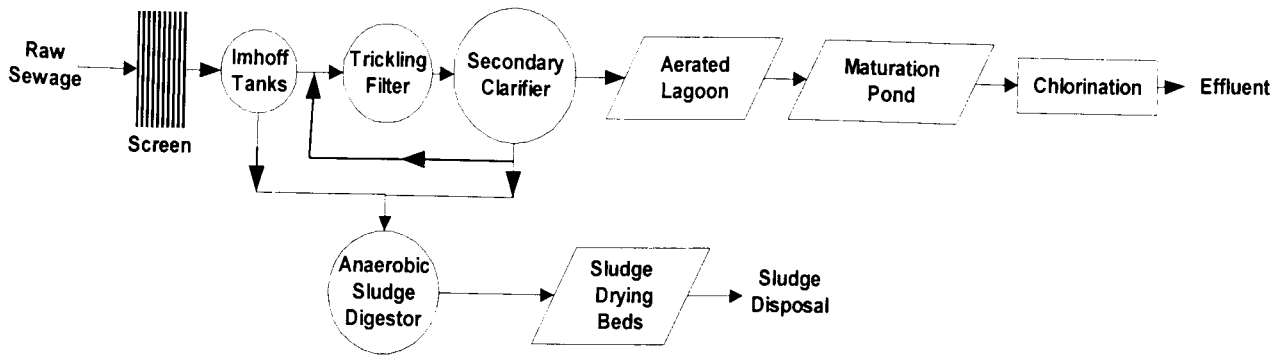 Raw
Sewage
Screen
Imhoff
Tanks
Trickling
Filter
Secondary
Clarifier
Aerated
Lagoon
Maturation
Pond
Chlorination
Effluent
Anaerobic
Sludge
Digestor
Sludge
Drying
Beds
Sludge
Disposal